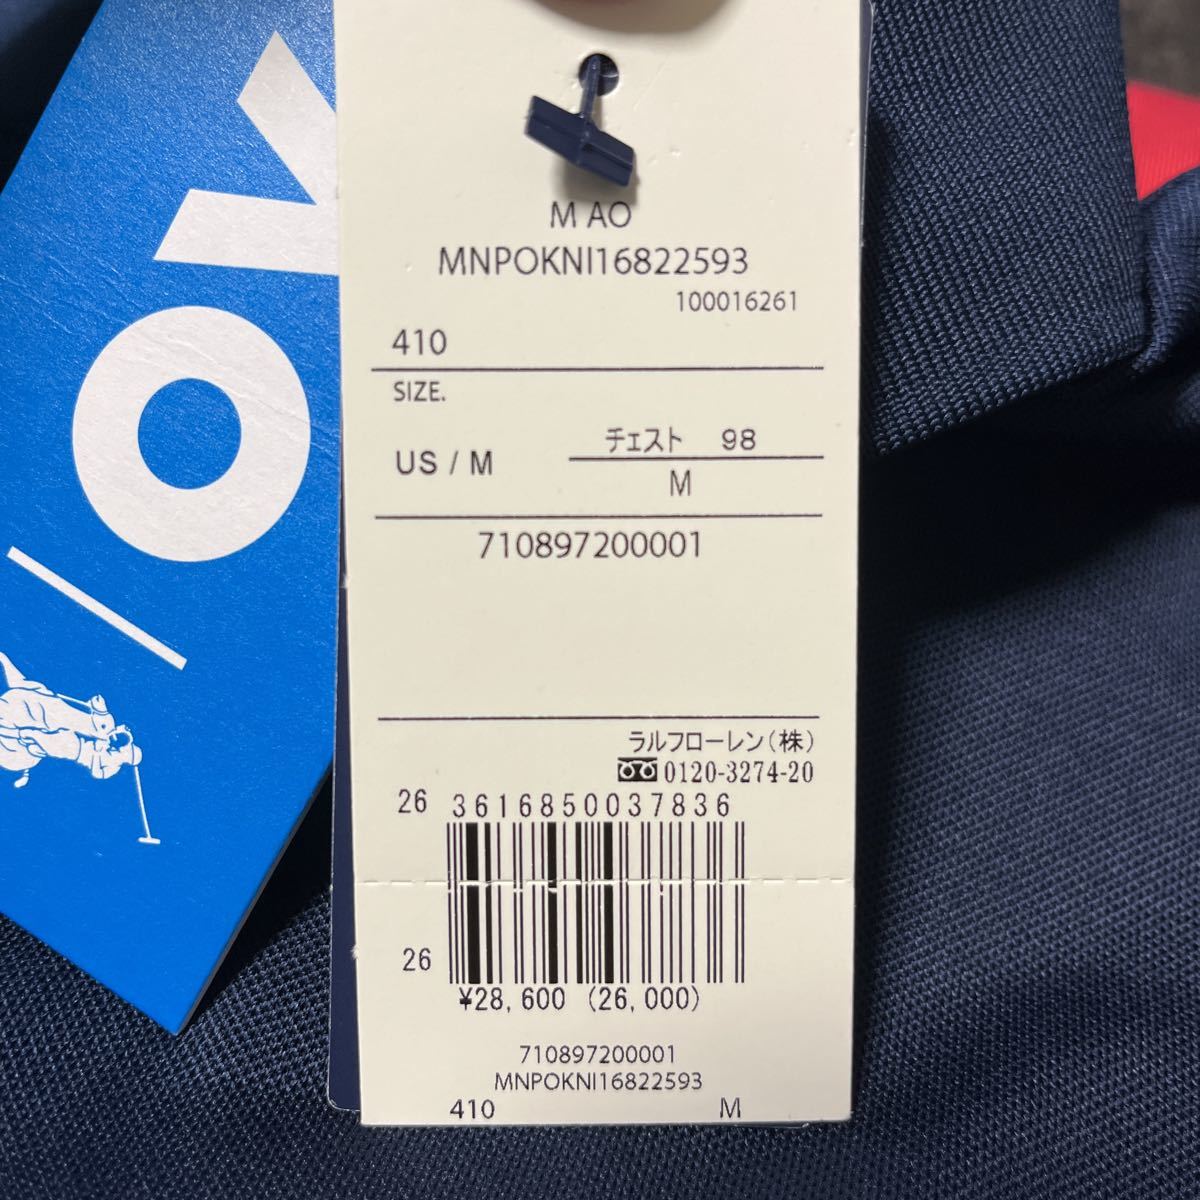 M AO
MNPOKNI16822593
100016261
410
SIZE.
US / M
チェスト 98
M
710897200001
ラルフローレン(株)
0120-3274-20
26 3616850037836
26
¥28,600 (26,000)
710897200001
MNPOKNI16822593
410 M